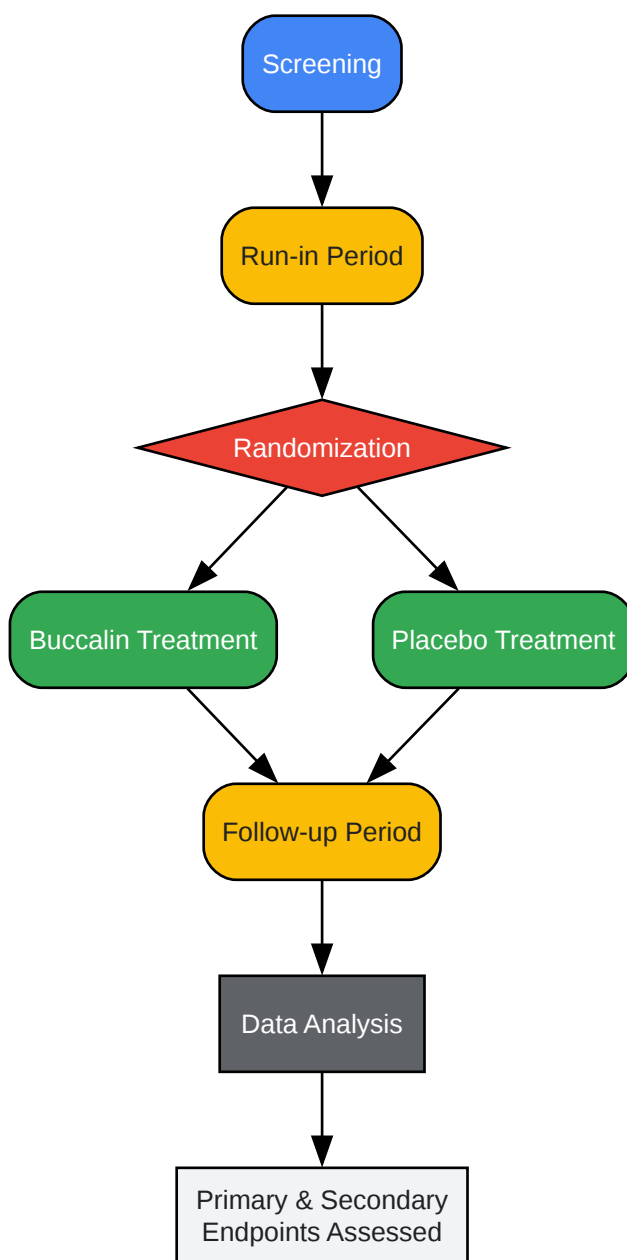 Screening
Run-in Period
Randomization
Buccalin Treatment
Placebo Treatment
Follow-up Period
Data Analysis
Primary & Secondary
Endpoints Assessed